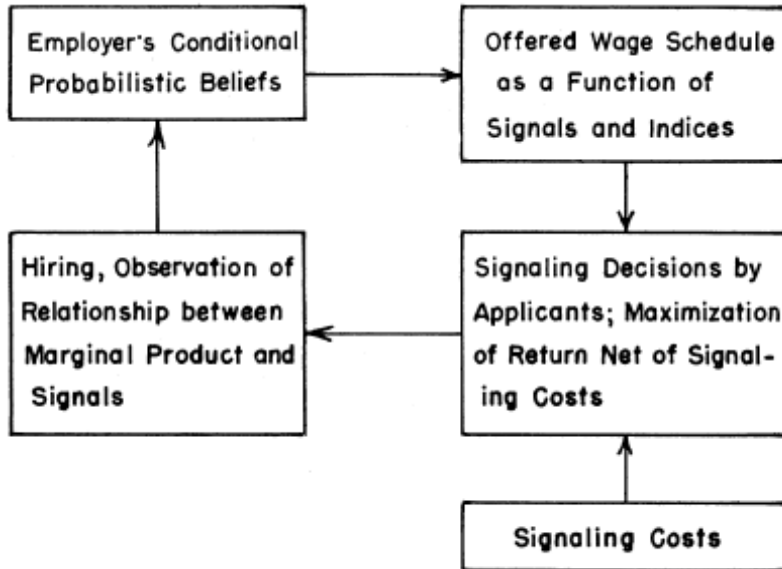 Employer's Conditional
Probabilistic Beliefs
Offered Wage Schedule
as a Function of
Signals and Indices
Hiring, Observation of
Relationship between
Marginal Product and
Signals
Signaling Decisions by
Applicants; Maximization
of Return Net of Signal-
ing Costs
Signaling Costs